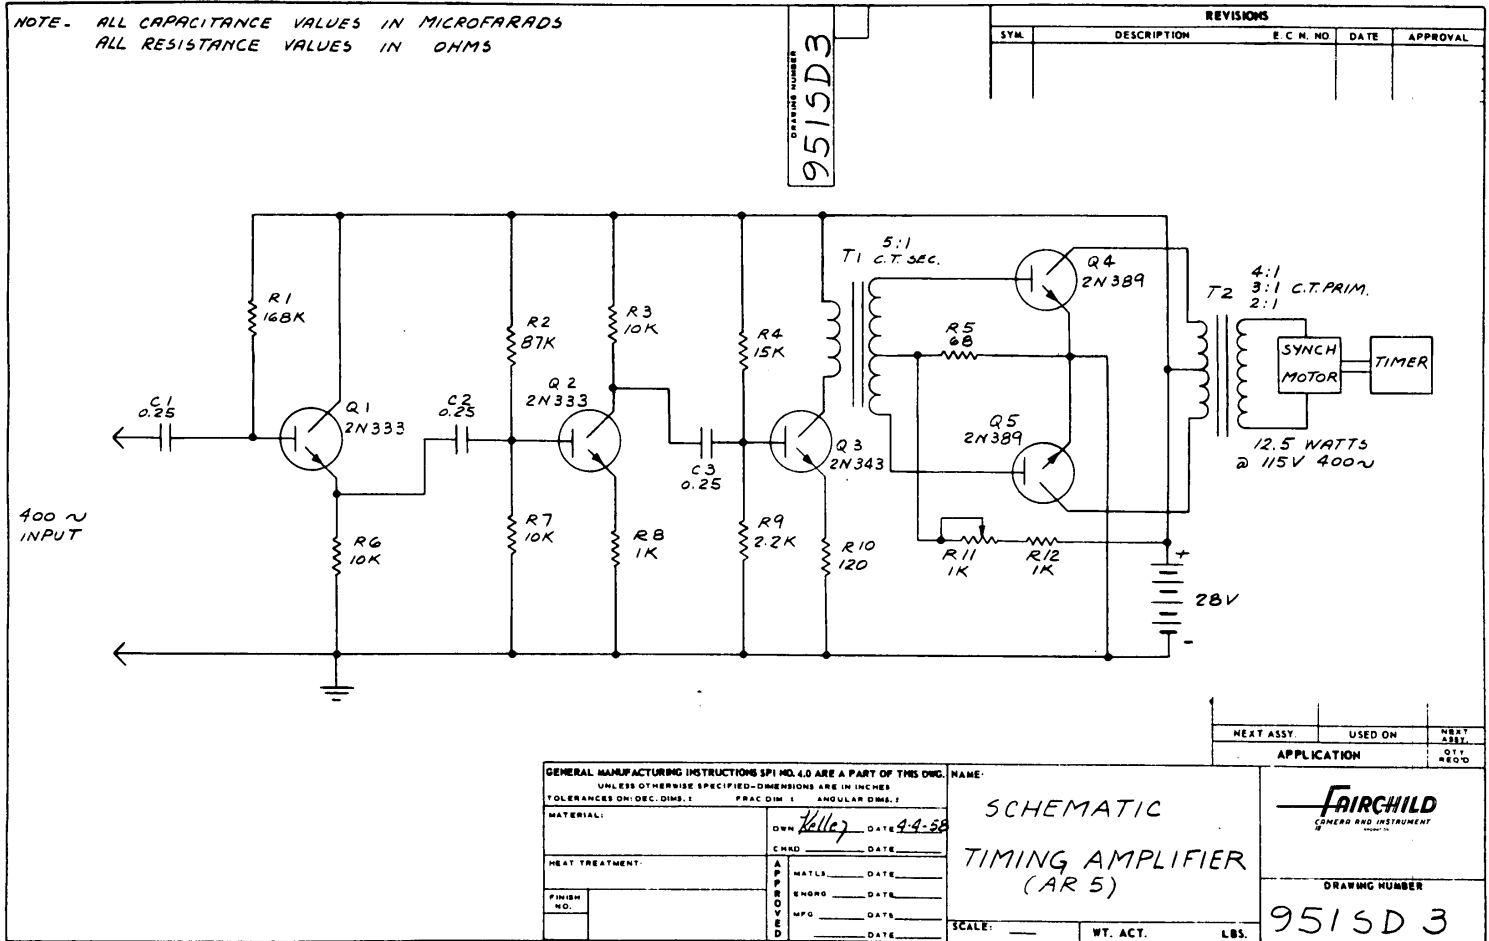 NOTE - ALL CAPACITANCE VALUES IN MICROFARADS
ALL RESISTANCE VALUES IN OHMS
DRAWING NUMBER
951SD3
REVISIONS
SYM. DESCRIPTION E.C.N. NO. DATE APPROVAL
T1 5:1
C.T. SEC.
Q4
2N389
T2
4:1
3:1 C.T. PRIM.
2:1
R1
168K
R2
87K
R3
10K
R4
15K
R5
68
SYNCH
MOTOR
TIMER
C1
0.25
Q1
2N333
C2
0.25
Q2
2N333
C3
0.25
Q3
2N343
Q5
2N389
12.5 WATTS
@ 115V 400~
400 ~
INPUT
R6
10K
R7
10K
R8
1K
R9
2.2K
R10
120
R11
1K
R12
1K
+
28V
-
NEXT ASSY. USED ON NEXT ASSY.
APPLICATION QTY REQ'D
GENERAL MANUFACTURING INSTRUCTIONS SPI NO. 4.0 ARE A PART OF THIS DWG.
UNLESS OTHERWISE SPECIFIED-DIMENSIONS ARE IN INCHES
TOLERANCES ON: DEC. DIMS. ± FRAC DIM ± ANGULAR DIMS. ±
MATERIAL:
DWN Kelley DATE 4-4-58
CHKD DATE
HEAT TREATMENT:
APPROVED
MATLS. DATE
ENGRG DATE
MFG DATE
DATE
FINISH
NO.
NAME:
SCHEMATIC
TIMING AMPLIFIER
(AR 5)
SCALE: — WT. ACT. LBS.
FAIRCHILD
CAMERA AND INSTRUMENT
DRAWING NUMBER
951SD 3